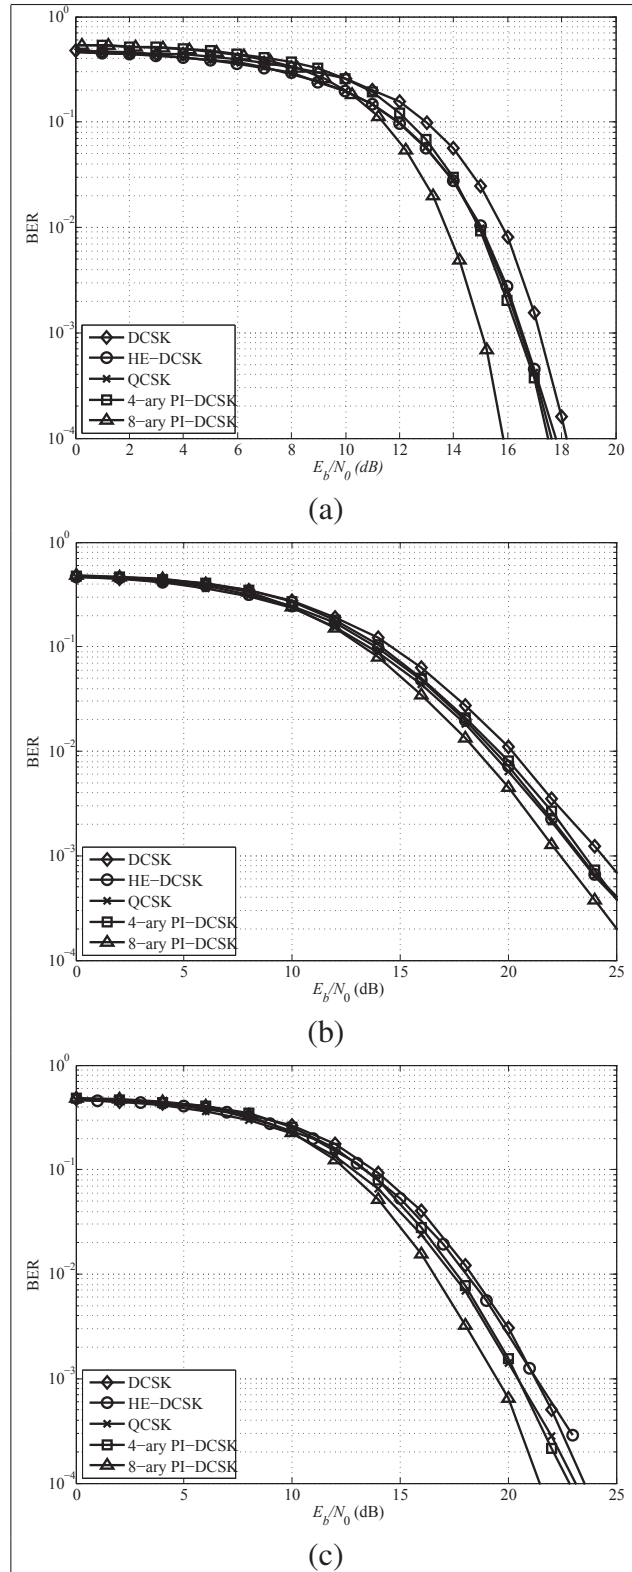 10^0
10^-1
10^-2
10^-3
10^-4
BER
DCSK
HE-DCSK
QCSK
4-ary PI-DCSK
8-ary PI-DCSK
0 2 4 6 8 10 12 14 16 18 20
E_b/N_0 (dB)
(a)
10^0
10^-1
10^-2
10^-3
10^-4
BER
DCSK
HE-DCSK
QCSK
4-ary PI-DCSK
8-ary PI-DCSK
0 5 10 15 20 25
E_b/N_0 (dB)
(b)
10^0
10^-1
10^-2
10^-3
10^-4
BER
DCSK
HE-DCSK
QCSK
4-ary PI-DCSK
8-ary PI-DCSK
0 5 10 15 20 25
E_b/N_0 (dB)
(c)